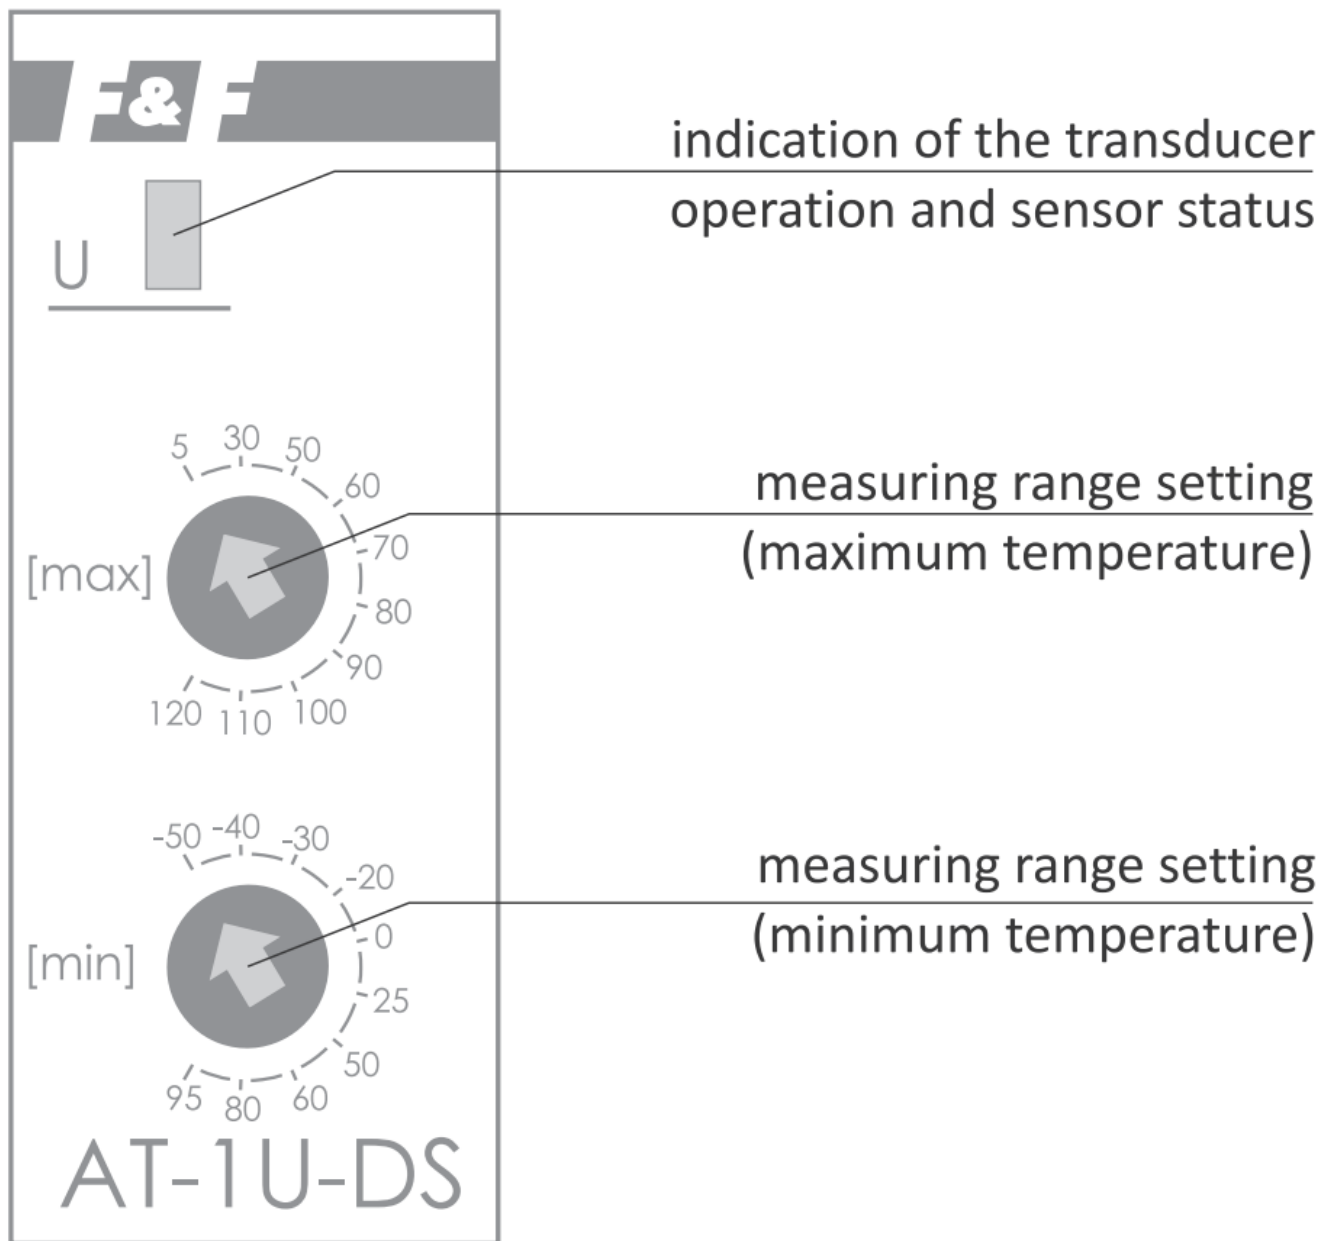 F&F
indication of the transducer
operation and sensor status
U
5 30 50 60 70 80 90 100 110 120
[max]
measuring range setting
(maximum temperature)
-50 -40 -30 -20 0 25 50 60 80 95
[min]
measuring range setting
(minimum temperature)
AT-1U-DS